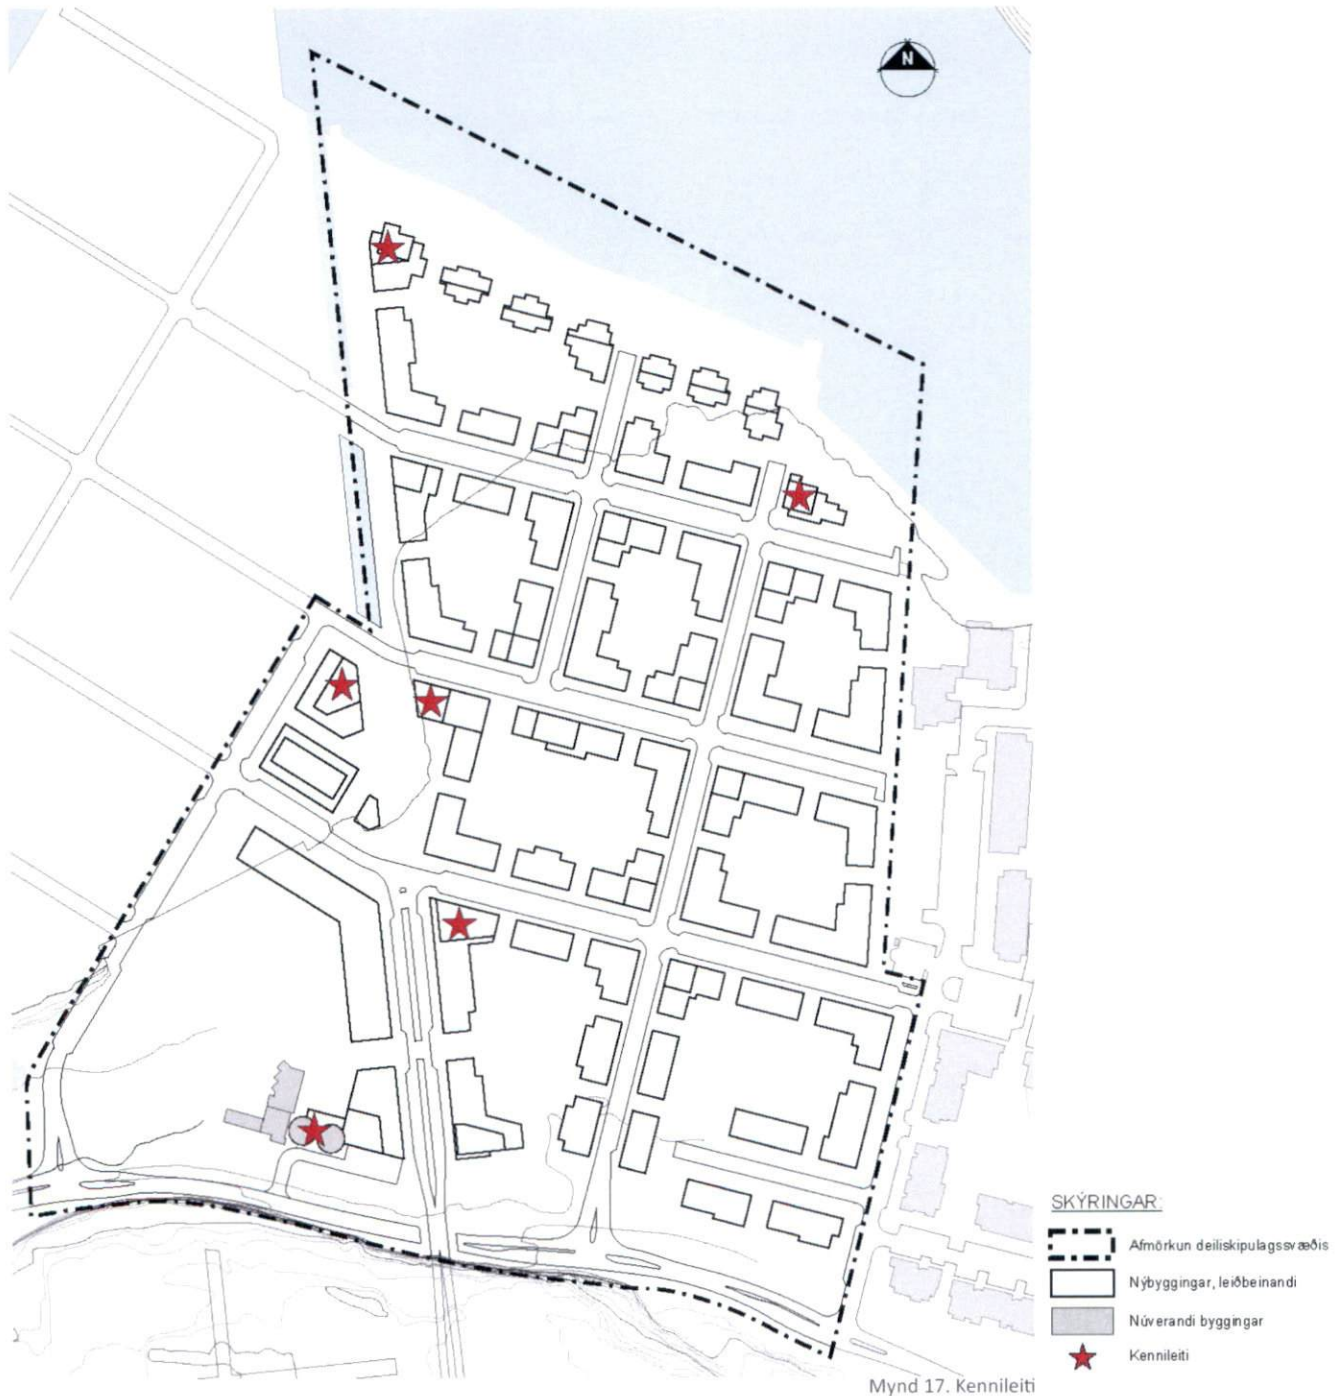 N
SKÝRINGAR:
Afmörkun deiliskipulagssvæðis
Nýbyggingar, leiðbeinandi
Núverandi byggingar
Kennileiti
Mynd 17. Kennileiti